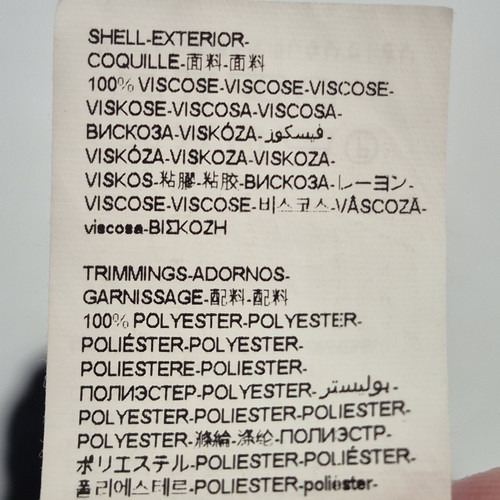 SHELL-EXTERIOR-
COQUILLE-面料-面料
100% VISCOSE-VISCOSE-VISCOSE-
VISKOSE-VISCOSA-VISCOSA-
ВИСКОЗА-VISKÓZA-فيسكوز-
VISKÓZA-VISKOZA-VISKOZA-
VISKOS-粘膠-粘胶-ВИСКОЗА-レーヨン-
VISCOSE-VISCOSE-비스코스-VÂSCOZĂ-
viscosa-ΒΙΣΚΟΖΗ
TRIMMINGS-ADORNOS-
GARNISSAGE-配料-配料
100% POLYESTER-POLYESTER-
POLIÉSTER-POLYESTER-
POLIESTERE-POLIESTER-
ПОЛИЭСТЕР-POLYESTER-بوليستر-
POLYESTER-POLIESTER-POLIESTER-
POLYESTER-滌綸-涤纶-ПОЛИЭСТР-
ポリエステル-POLIESTER-POLIESTER-
폴리에스테르-POLIESTER-poliéster-